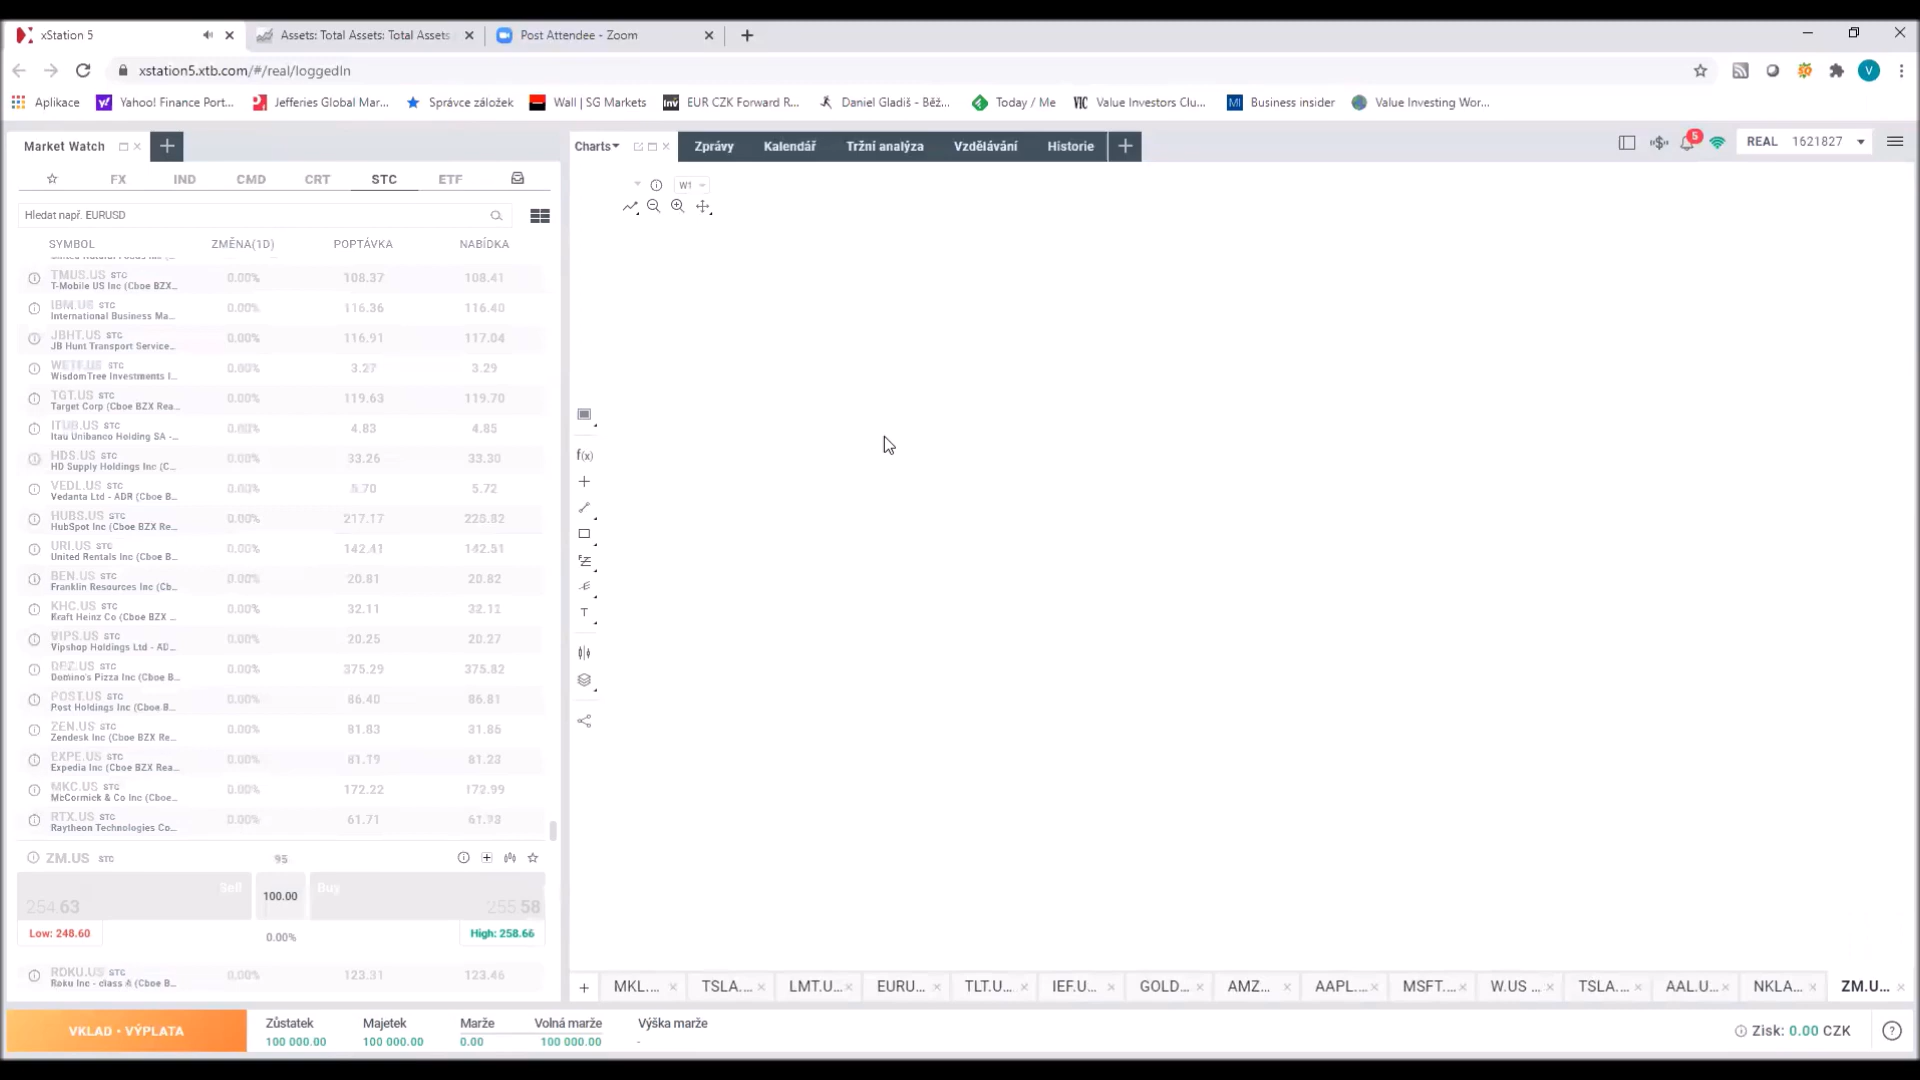 xStation 5
Assets: Total Assets: Total Assets
Post Attendee - Zoom
xstation5.xtb.com/#/real/loggedIn
V
Aplikace
Yahoo! Finance Port...
Jefferies Global Mar...
Správce záložek
Wall | SG Markets
EUR CZK Forward R...
Daniel Gladiš - Běž...
Today / Me
Value Investors Clu...
Business insider
Value Investing Wor...
Market Watch
Charts
Zprávy
Kalendář
Tržní analýza
Vzdělávání
Historie
5
REAL 1621827
FX IND CMD CRT STC ETF
W1
Hledat např. EURUSD
SYMBOL ZMĚNA(1D) POPTÁVKA NABÍDKA
TMUS.US STC 0.00% 108.37 108.41
T-Mobile US Inc (Cboe BZX...
IBM.US STC 0.00% 116.36 116.40
International Business Ma...
JBHT.US STC 0.00% 116.91 117.04
JB Hunt Transport Service...
WETF.US STC 0.00% 3.27 3.29
WisdomTree Investments I...
TGT.US STC 0.00% 119.63 119.70
Target Corp (Cboe BZX Rea...
ITUB.US STC 0.00% 4.83 4.85
Itau Unibanco Holding SA -...
HDS.US STC 0.00% 33.26 33.30
HD Supply Holdings Inc (C...
VEDL.US STC 0.00% 5.70 5.72
Vedanta Ltd - ADR (Cboe B...
HUBS.US STC 0.00% 217.17
HubSpot Inc (Cboe BZX Re...
URI.US STC 0.00% 142.41 142.51
United Rentals Inc (Cboe B...
BEN.US STC 0.00% 20.81 20.82
Franklin Resources Inc (Cb...
KHC.US STC 0.00% 32.11 32.12
Kraft Heinz Co (Cboe BZX ...
VIPS.US STC 0.00% 20.25 20.27
Vipshop Holdings Ltd - AD...
DPZ.US STC 0.00% 375.29 375.82
Domino's Pizza Inc (Cboe B...
POST.US STC 0.00% 86.40 86.81
Post Holdings Inc (Cboe B...
ZEN.US STC 0.00% 81.83
Zendesk Inc (Cboe BZX Re...
EXPE.US STC 0.00% 81.23
Expedia Inc (Cboe BZX Rea...
MKC.US STC 0.00% 172.22 172.99
McCormick & Co Inc (Cboe...
RTX.US STC 0.00% 61.71
Raytheon Technologies Co...
ZM.US STC 95
Sell 100.00 Buy
254.63 255.58
Low: 248.60 0.00% High: 258.66
ROKU.US STC 0.00% 123.31 123.46
Roku Inc - class A (Cboe B...
f(x)
T
MKL.... TSLA.... LMT.U... EURU... TLT.U... IEF.U... GOLD... AMZ... AAPL... MSFT.... W.US ... TSLA.... AAL.U... NKLA... ZM.U...
VKLAD • VÝPLATA
Zůstatek Majetek Marže Volná marže Výška marže
100 000.00 100 000.00 0.00 100 000.00 -
Zisk: 0.00 CZK